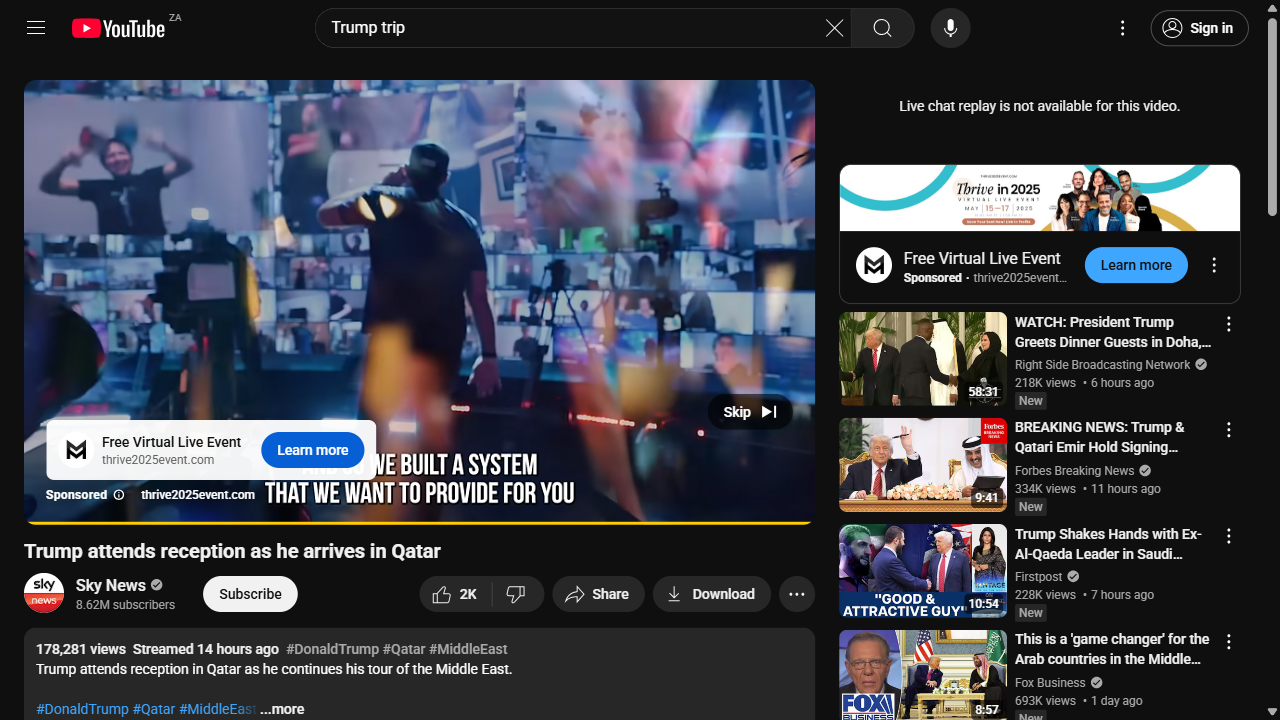 YouTube ZA
Trump trip
Sign in
Live chat replay is not available for this video.
Thrive in 2025
VIRTUAL LIVE EVENT
MAY | 15–17 | 2025
Free Virtual Live Event
Sponsored · thrive2025event...
Learn more
Skip
Free Virtual Live Event
thrive2025event.com
Learn more
WE BUILT A SYSTEM
THAT WE WANT TO PROVIDE FOR YOU
Sponsored
thrive2025event.com
Trump attends reception as he arrives in Qatar
sky
news
Sky News
8.62M subscribers
Subscribe
2K
Share
Download
178,281 views Streamed 14 hours ago #DonaldTrump #Qatar #MiddleEast
Trump attends reception in Qatar as he continues his tour of the Middle East.
#DonaldTrump #Qatar #MiddleEast ...more
58:31
WATCH: President Trump
Greets Dinner Guests in Doha,...
Right Side Broadcasting Network
218K views • 6 hours ago
New
Forbes
BREAKING
NEWS
9:41
BREAKING NEWS: Trump &
Qatari Emir Hold Signing...
Forbes Breaking News
334K views • 11 hours ago
New
"GOOD &
ATTRACTIVE GUY"
10:54
Trump Shakes Hands with Ex-
Al-Qaeda Leader in Saudi...
Firstpost
228K views • 7 hours ago
New
FOX
BUSINESS
8:57
This is a 'game changer' for the
Arab countries in the Middle...
Fox Business
693K views • 1 day ago
New